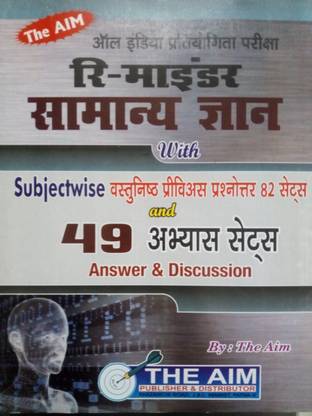 The AIM
ऑल इंडिया प्रतियोगिता परीक्षा
रि-माइंडर
सामान्य ज्ञान
With
Subjectwise वस्तुनिष्ठ प्रीविअस प्रश्नोत्तर 82 सेट्स
and
49 अभ्यास सेट्स
Answer & Discussion
By : The Aim
THE AIM
PUBLISHER & DISTRIBUTOR